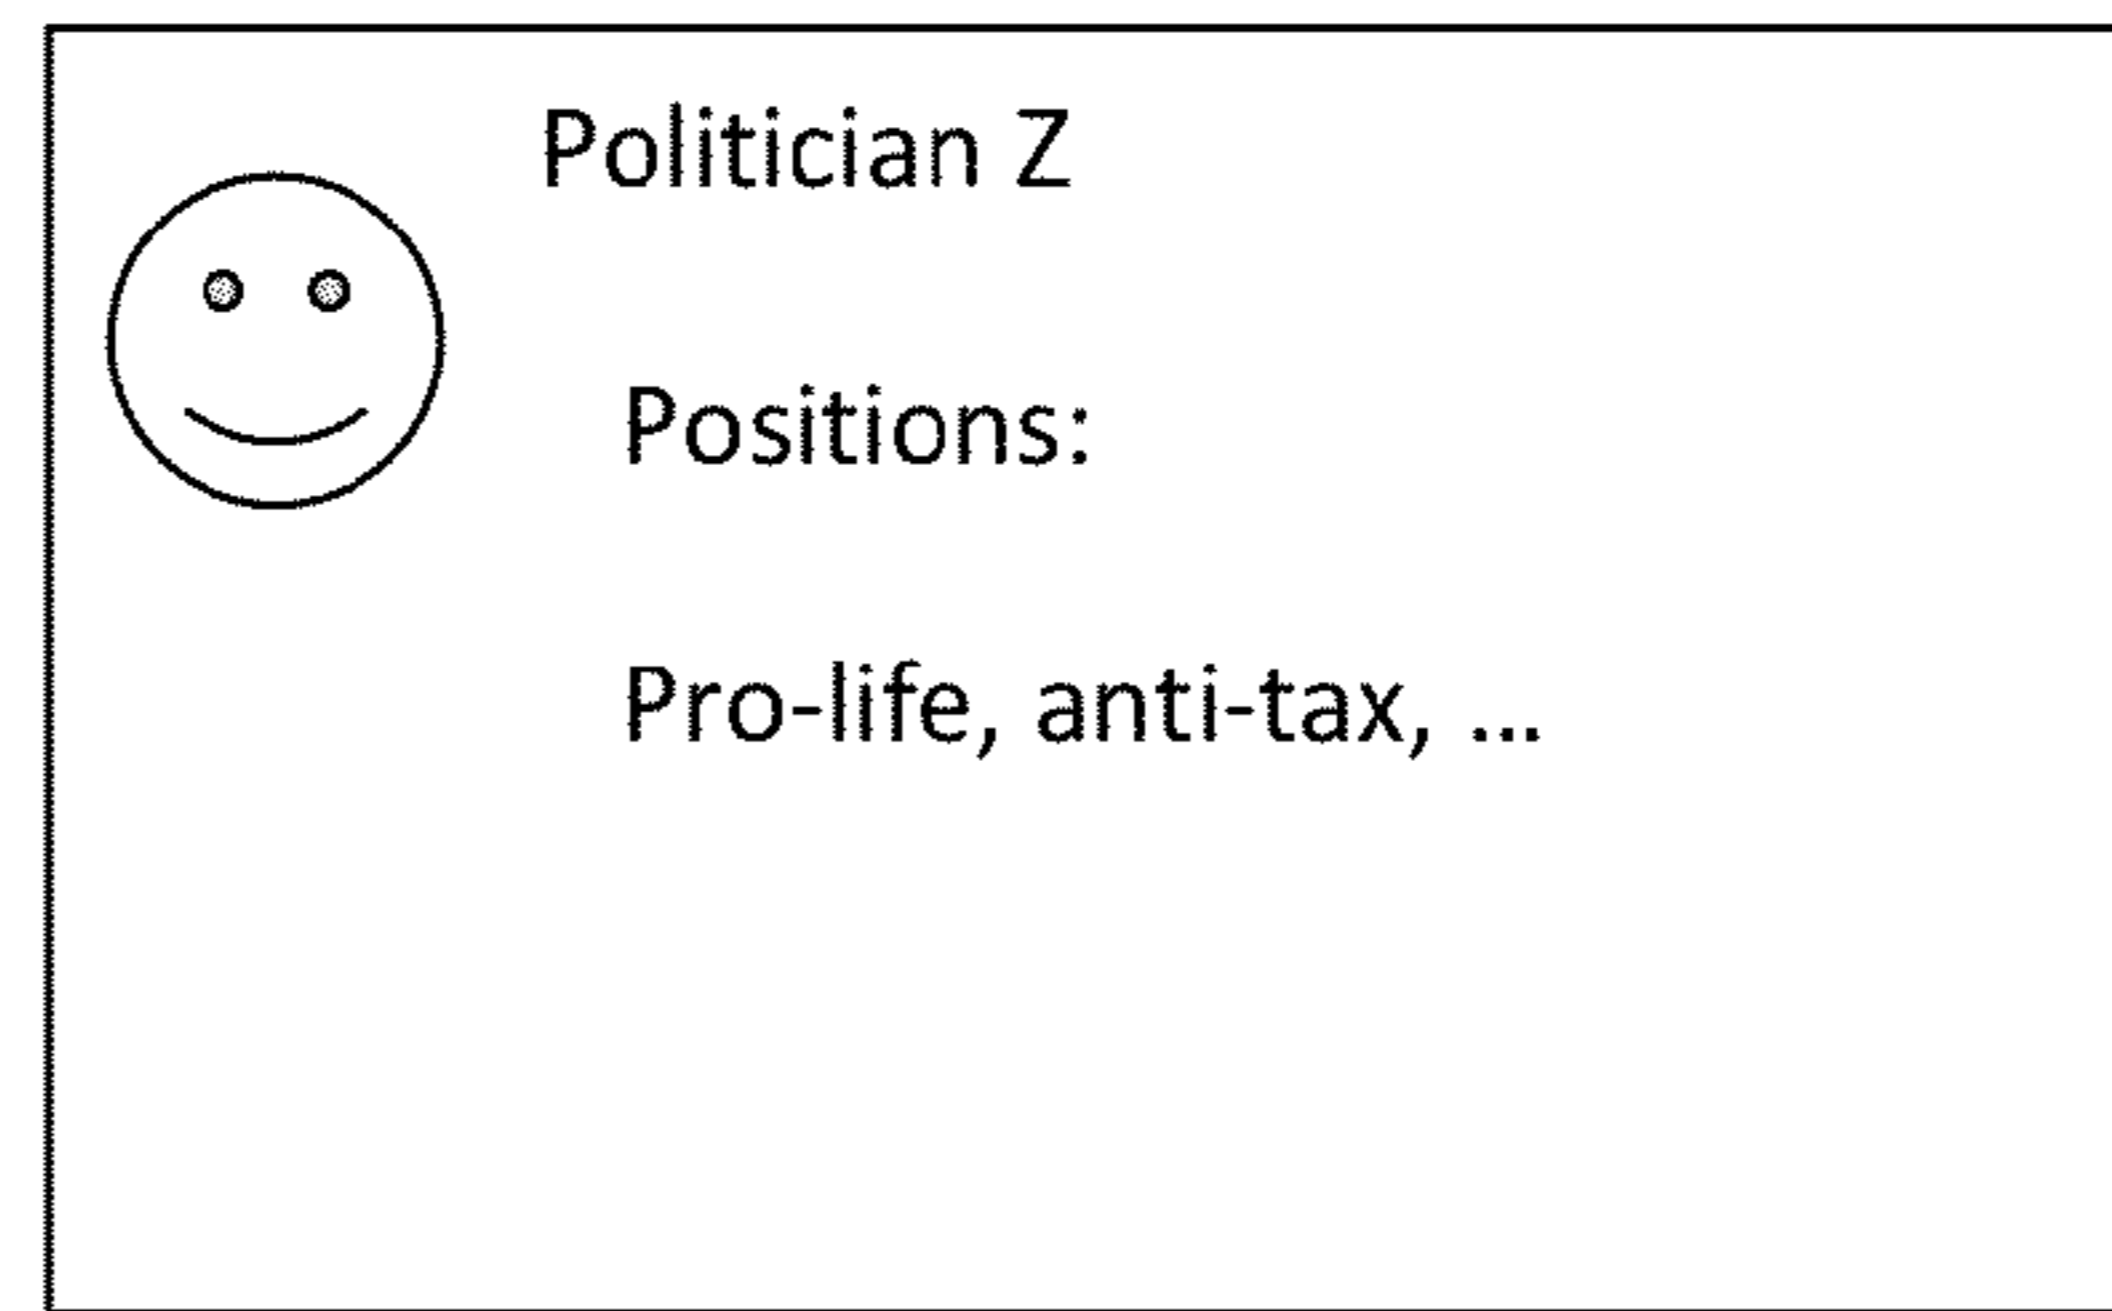 Politician Z
Positions:
Pro-life, anti-tax, ...